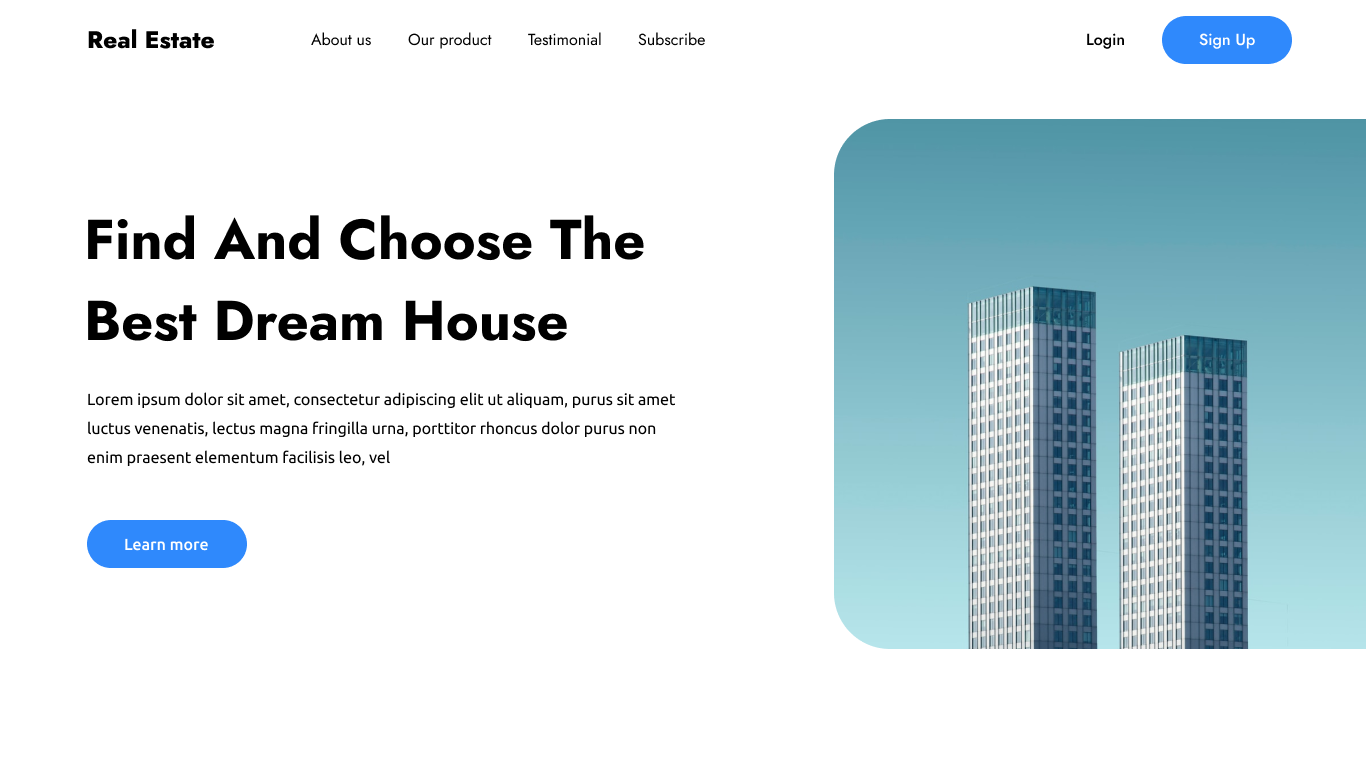 Real Estate
About us
Our product
Testimonial
Subscribe
Login
Sign Up
Find And Choose The
Best Dream House
Lorem ipsum dolor sit amet, consectetur adipiscing elit ut aliquam, purus sit amet
luctus venenatis, lectus magna fringilla urna, porttitor rhoncus dolor purus non
enim praesent elementum facilisis leo, vel
Learn more